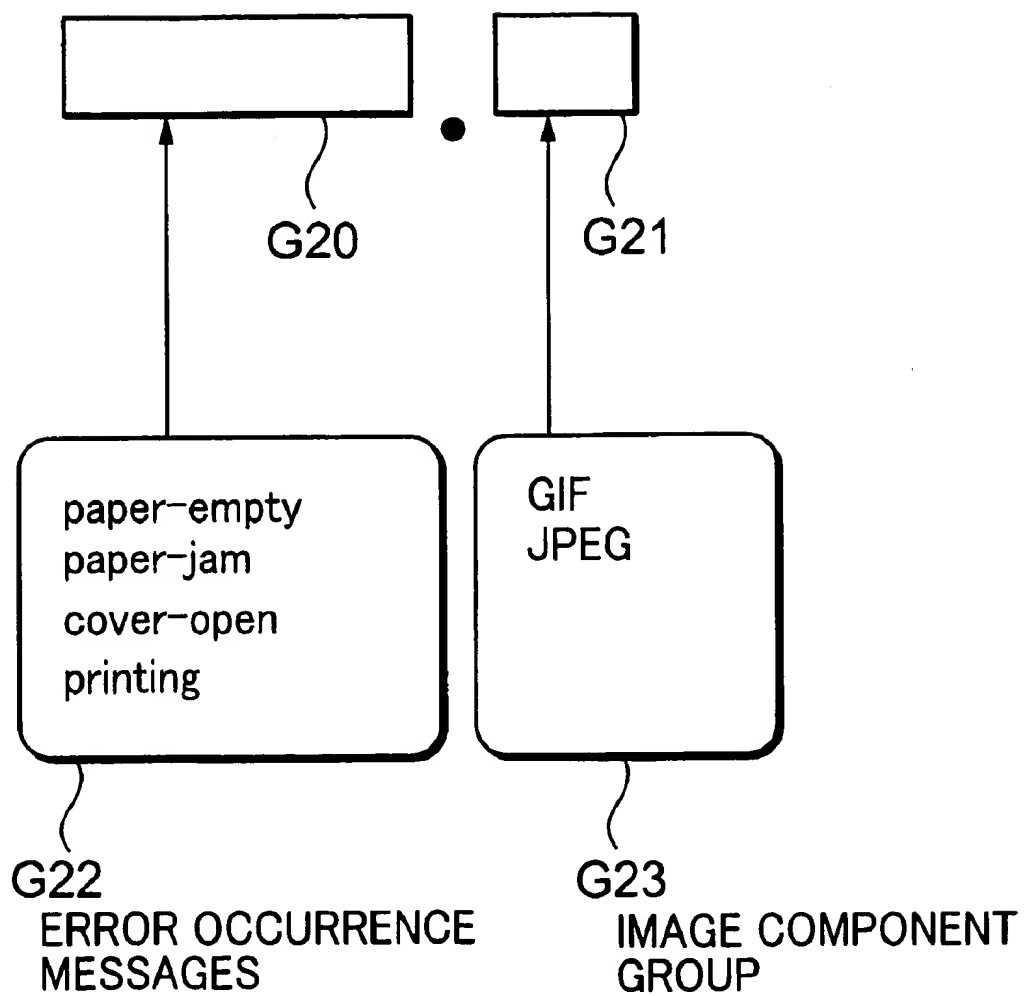 G20
G21
paper-empty
paper-jam
cover-open
printing
GIF
JPEG
G22
ERROR OCCURRENCE
MESSAGES
G23
IMAGE COMPONENT
GROUP